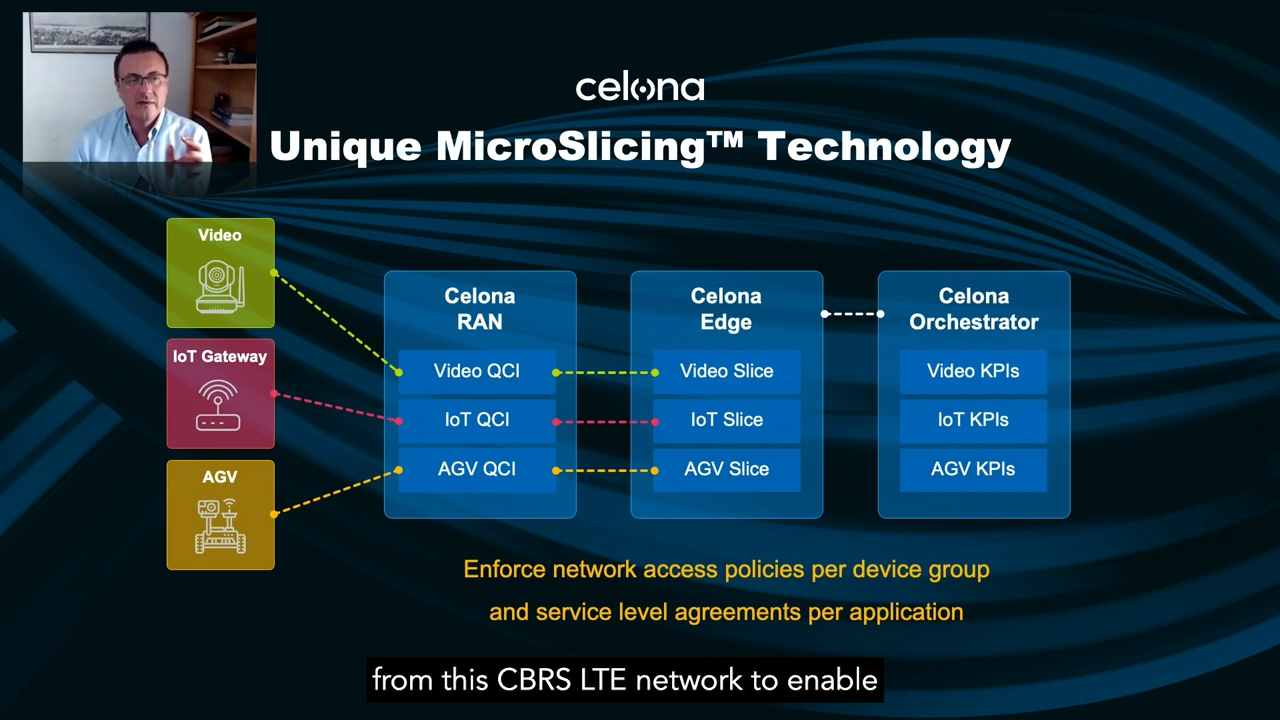 celona
Unique MicroSlicing™ Technology
Video
IoT Gateway
AGV
Celona
RAN
Video QCI
IoT QCI
AGV QCI
Celona
Edge
Video Slice
IoT Slice
AGV Slice
Celona
Orchestrator
Video KPIs
IoT KPIs
AGV KPIs
Enforce network access policies per device group
and service level agreements per application
from this CBRS LTE network to enable